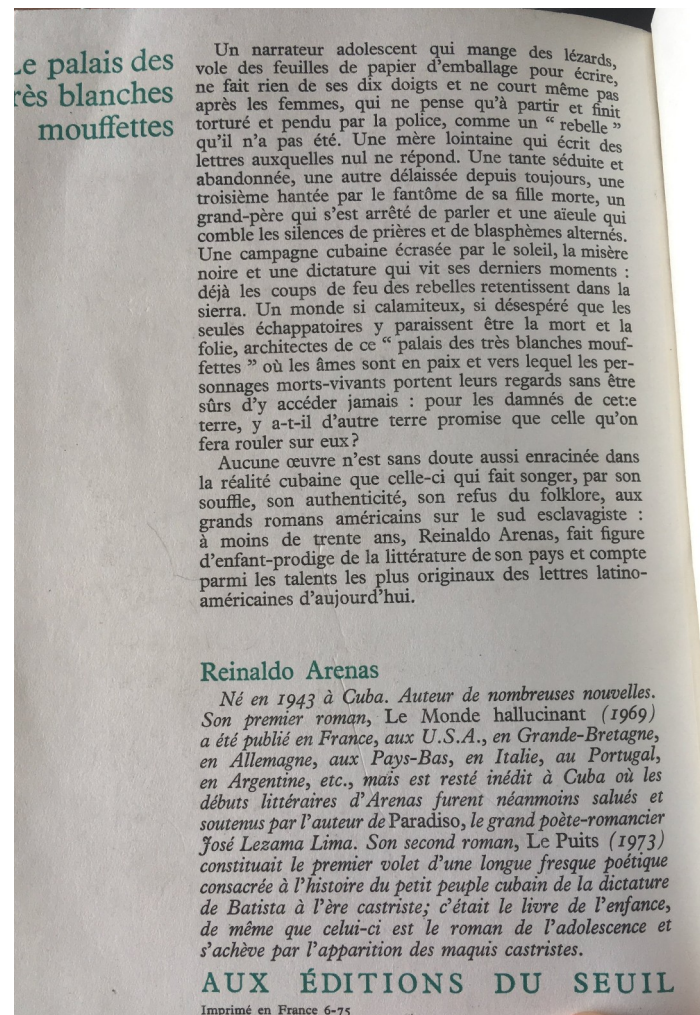 Le palais des
très blanches
mouffettes
Un narrateur adolescent qui mange des lézards,
vole des feuilles de papier d'emballage pour écrire,
ne fait rien de ses dix doigts et ne court même pas
après les femmes, qui ne pense qu'à partir et finit
torturé et pendu par la police, comme un “ rebelle ”
qu'il n'a pas été. Une mère lointaine qui écrit des
lettres auxquelles nul ne répond. Une tante séduite et
abandonnée, une autre délaissée depuis toujours, une
troisième hantée par le fantôme de sa fille morte, un
grand-père qui s'est arrêté de parler et une aïeule qui
comble les silences de prières et de blasphèmes alternés.
Une campagne cubaine écrasée par le soleil, la misère
noire et une dictature qui vit ses derniers moments :
déjà les coups de feu des rebelles retentissent dans la
sierra. Un monde si calamiteux, si désespéré que les
seules échappatoires y paraissent être la mort et la
folie, architectes de ce “ palais des très blanches mouf-
fettes ” où les âmes sont en paix et vers lequel les per-
sonnages morts-vivants portent leurs regards sans être
sûrs d'y accéder jamais : pour les damnés de cet:e
terre, y a-t-il d'autre terre promise que celle qu'on
fera rouler sur eux?
Aucune œuvre n'est sans doute aussi enracinée dans
la réalité cubaine que celle-ci qui fait songer, par son
souffle, son authenticité, son refus du folklore, aux
grands romans américains sur le sud esclavagiste :
à moins de trente ans, Reinaldo Arenas, fait figure
d'enfant-prodige de la littérature de son pays et compte
parmi les talents les plus originaux des lettres latino-
américaines d'aujourd'hui.
Reinaldo Arenas
Né en 1943 à Cuba. Auteur de nombreuses nouvelles.
Son premier roman, Le Monde hallucinant (1969)
a été publié en France, aux U.S.A., en Grande-Bretagne,
en Allemagne, aux Pays-Bas, en Italie, au Portugal,
en Argentine, etc., mais est resté inédit à Cuba où les
débuts littéraires d'Arenas furent néanmoins salués et
soutenus par l'auteur de Paradiso, le grand poète-romancier
José Lezama Lima. Son second roman, Le Puits (1973)
constituait le premier volet d'une longue fresque poétique
consacrée à l'histoire du petit peuple cubain de la dictature
de Batista à l'ère castriste; c'était le livre de l'enfance,
de même que celui-ci est le roman de l'adolescence et
s'achève par l'apparition des maquis castristes.
AUX ÉDITIONS DU SEUIL
Imprimé en France 6-75